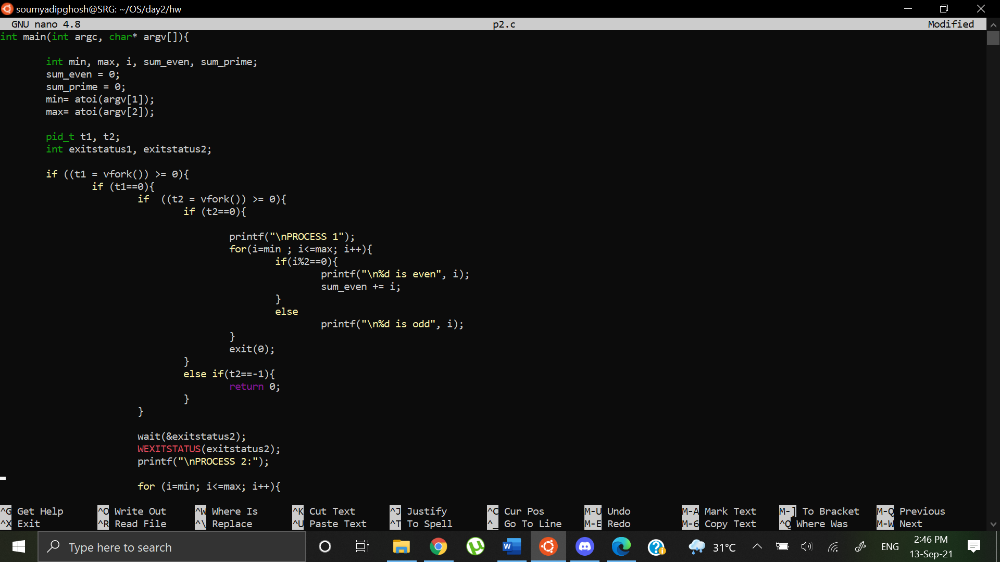 soumyadipghosh@SRG: ~/OS/day2/hw
GNU nano 4.8 p2.c Modified
int main(int argc, char* argv[]){
int min, max, i, sum_even, sum_prime;
sum_even = 0;
sum_prime = 0;
min= atoi(argv[1]);
max= atoi(argv[2]);
pid_t t1, t2;
int exitstatus1, exitstatus2;
if ((t1 = vfork()) >= 0){
if (t1==0){
if  ((t2 = vfork()) >= 0){
if (t2==0){
printf("\nPROCESS 1");
for(i=min ; i<=max; i++){
if(i%2==0){
printf("\n%d is even", i);
sum_even += i;
}
else
printf("\n%d is odd", i);
}
exit(0);
}
else if(t2==-1){
return 0;
}
}
wait(&exitstatus2);
WEXITSTATUS(exitstatus2);
printf("\nPROCESS 2:");
for (i=min; i<=max; i++){
^G Get Help ^O Write Out ^W Where Is ^K Cut Text ^J Justify ^C Cur Pos M-U Undo M-A Mark Text M-] To Bracket M-Q Previous
^X Exit ^R Read File ^\ Replace ^U Paste Text ^T To Spell ^_ Go To Line M-E Redo M-6 Copy Text ^Q Where Was M-W Next
Type here to search
W
31°C
ENG
2:46 PM
13-Sep-21